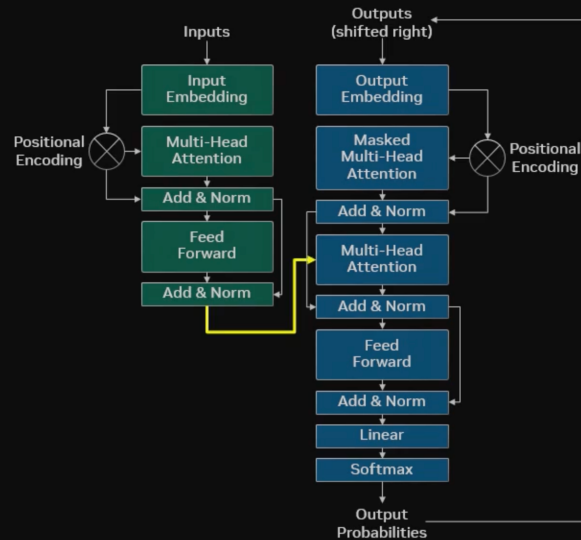 Inputs
Input
Embedding
Positional
Encoding
Multi-Head
Attention
Add & Norm
Feed
Forward
Add & Norm
Outputs
(shifted right)
Output
Embedding
Masked
Multi-Head
Attention
Positional
Encoding
Add & Norm
Multi-Head
Attention
Add & Norm
Feed
Forward
Add & Norm
Linear
Softmax
Output
Probabilities